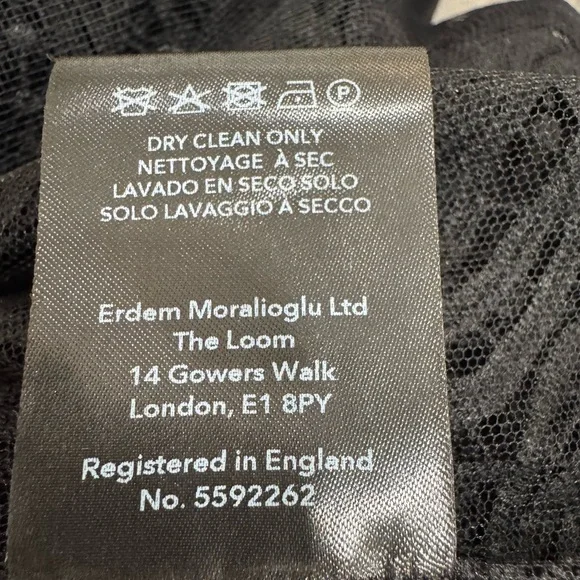 P
DRY CLEAN ONLY
NETTOYAGE À SEC
LAVADO EN SECO SOLO
SOLO LAVAGGIO A SECCO
Erdem Moralioglu Ltd
The Loom
14 Gowers Walk
London, E1 8PY
Registered in England
No. 5592262